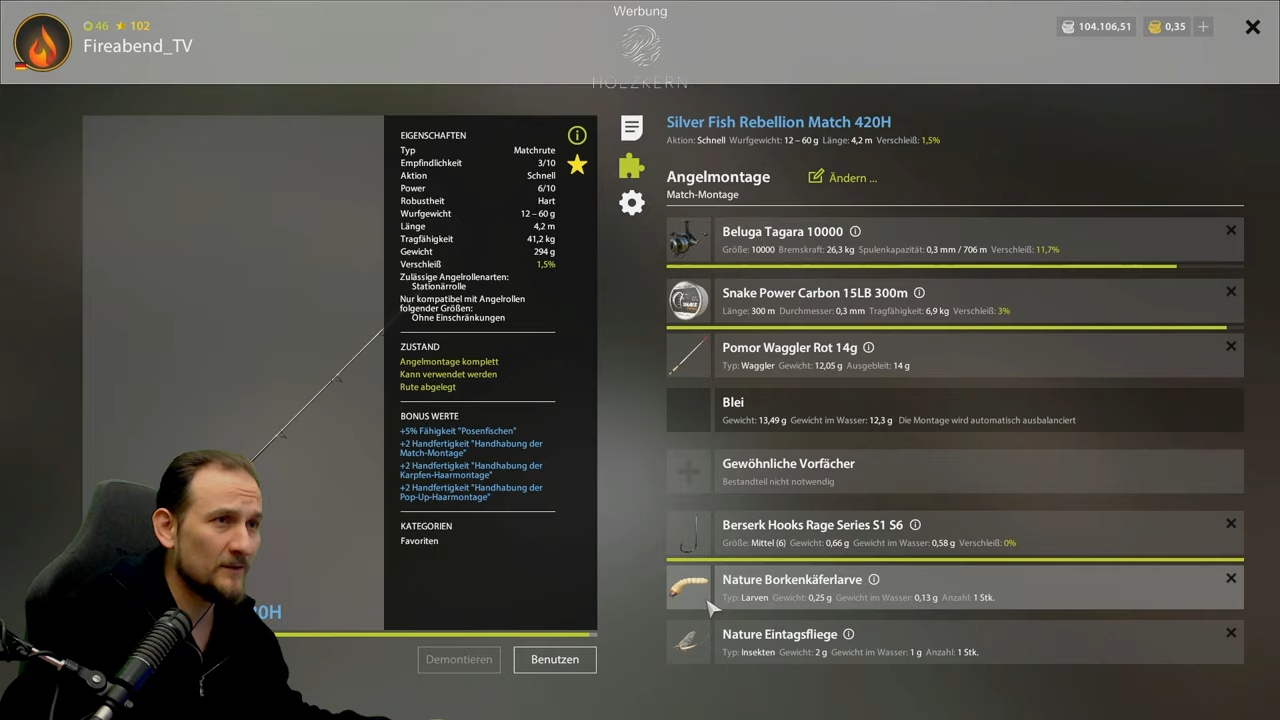 46 102
Fireabend_TV
Werbung
HOLZKERN
104.106,51
0,35
EIGENSCHAFTEN
Typ Matchrute
Empfindlichkeit 3/10
Aktion Schnell
Power 6/10
Robustheit Hart
Wurfgewicht 12 – 60 g
Länge 4,2 m
Tragfähigkeit 41,2 kg
Gewicht 294 g
Verschleiß 1,5%
Zulässige Angelrollenarten:
Stationärrolle
Nur kompatibel mit Angelrollen
folgender Größen:
Ohne Einschränkungen
ZUSTAND
Angelmontage komplett
Kann verwendet werden
Rute abgelegt
BONUS WERTE
+5% Fähigkeit "Posenfischen"
+2 Handfertigkeit "Handhabung der
Match-Montage"
+2 Handfertigkeit "Handhabung der
Karpfen-Haarmontage"
+2 Handfertigkeit "Handhabung der
Pop-Up-Haarmontage"
KATEGORIEN
Favoriten
20H
Demontieren
Benutzen
Silver Fish Rebellion Match 420H
Aktion: Schnell Wurfgewicht: 12 – 60 g Länge: 4,2 m Verschleiß: 1,5%
Angelmontage
Ändern ...
Match-Montage
Beluga Tagara 10000
Größe: 10000 Bremskraft: 26,3 kg Spulenkapazität: 0,3 mm / 706 m Verschleiß: 11,7%
Snake Power Carbon 15LB 300m
Länge: 300 m Durchmesser: 0,3 mm Tragfähigkeit: 6,9 kg Verschleiß: 3%
Pomor Waggler Rot 14g
Typ: Waggler Gewicht: 12,05 g Ausgebleit: 14 g
Blei
Gewicht: 13,49 g Gewicht im Wasser: 12,3 g Die Montage wird automatisch ausbalanciert
Gewöhnliche Vorfächer
Bestandteil nicht notwendig
Berserk Hooks Rage Series S1 S6
Größe: Mittel (6) Gewicht: 0,66 g Gewicht im Wasser: 0,58 g Verschleiß: 0%
Nature Borkenkäferlarve
Typ: Larven Gewicht: 0,25 g Gewicht im Wasser: 0,13 g Anzahl: 1 Stk.
Nature Eintagsfliege
Typ: Insekten Gewicht: 2 g Gewicht im Wasser: 1 g Anzahl: 1 Stk.